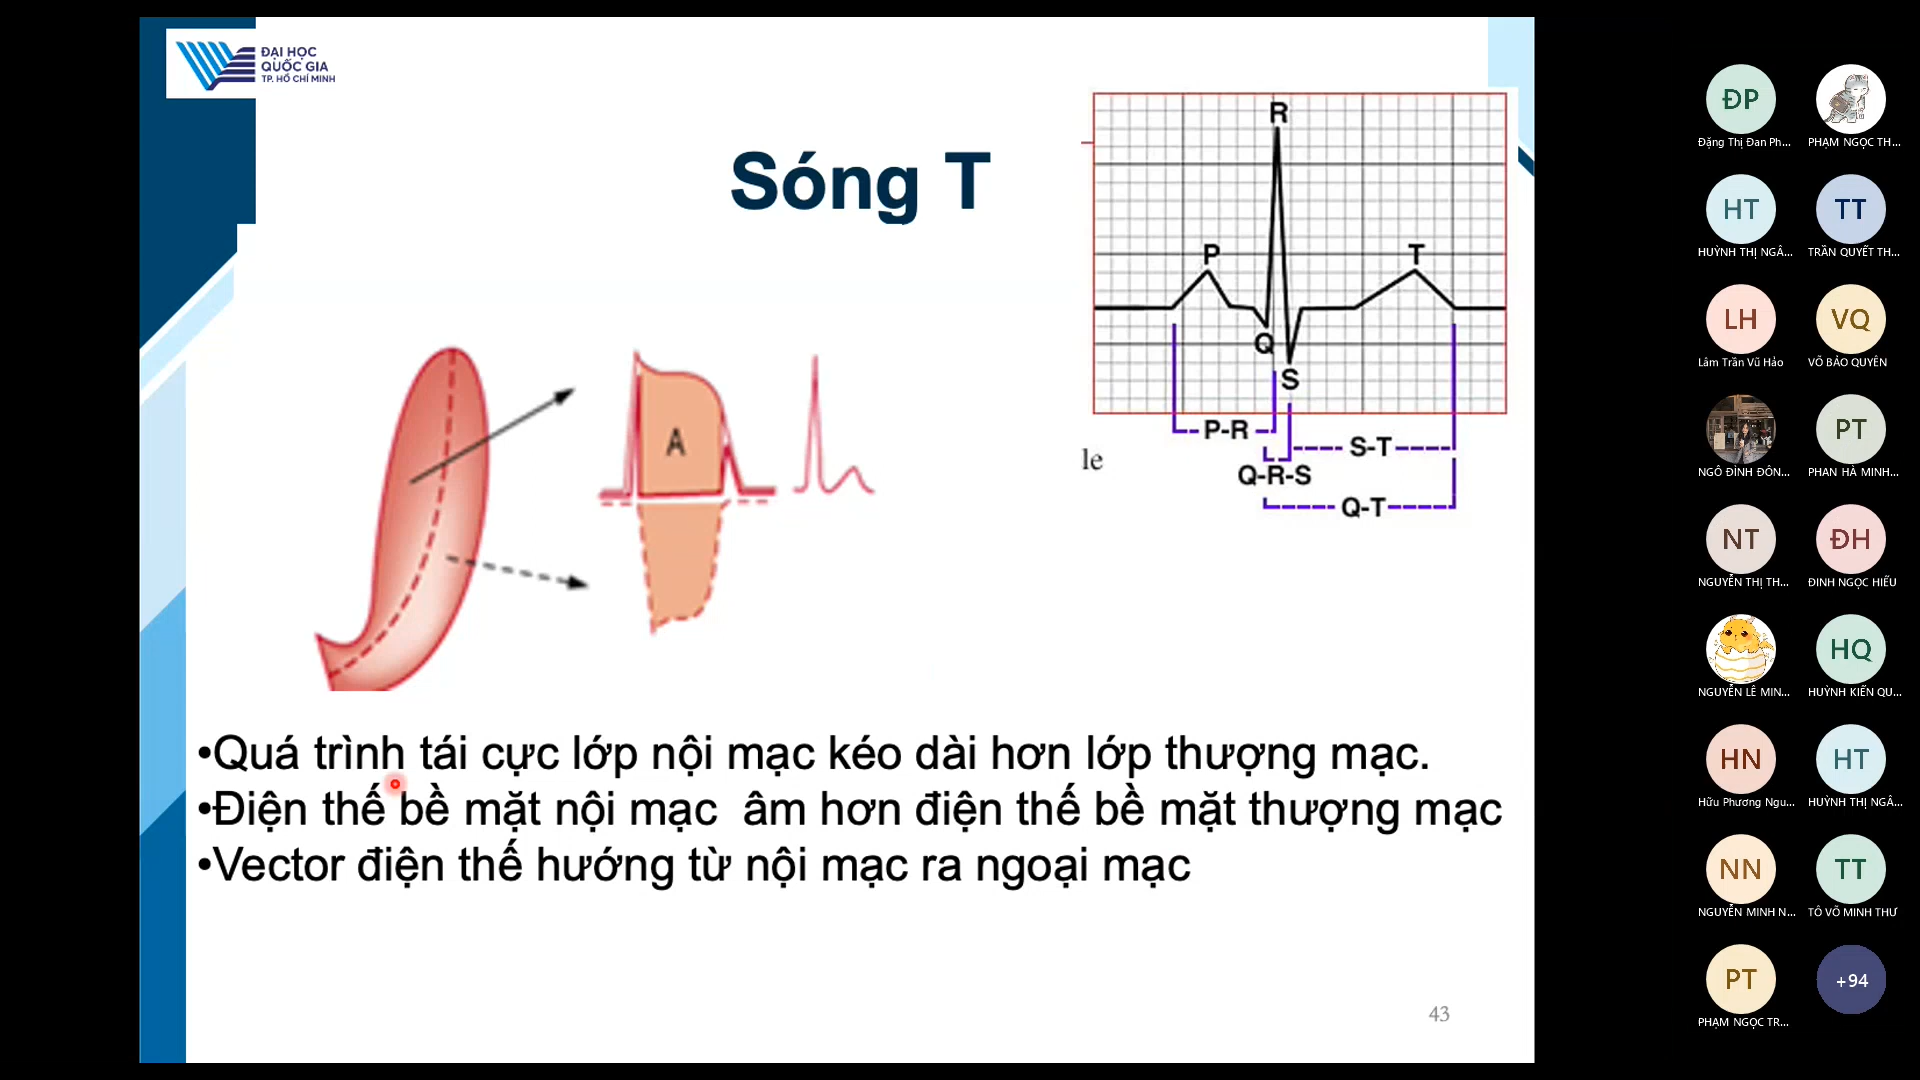 ĐẠI HỌC
QUỐC GIA
TP. HỒ CHÍ MINH
Sóng T
R
P
T
Q
S
P-R
S-T
Q-R-S
Q-T
le
A
•Quá trình tái cực lớp nội mạc kéo dài hơn lớp thượng mạc.
•Điện thế bề mặt nội mạc  âm hơn điện thế bề mặt thượng mạc
•Vector điện thế hướng từ nội mạc ra ngoại mạc
43
ĐP
Đặng Thị Đan Ph...
PHẠM NGỌC TH...
HT
HUỲNH THỊ NGÂ...
TT
TRẦN QUYẾT TH...
LH
Lâm Trần Vũ Hảo
VQ
VÕ BẢO QUYÊN
NGÔ ĐÌNH ĐÔN...
PT
PHAN HÀ MINH...
NT
NGUYỄN THỊ TH...
ĐH
ĐINH NGỌC HIẾU
NGUYỄN LÊ MIN...
HQ
HUỲNH KIẾN QU...
HN
Hữu Phương Ngu...
HT
HUỲNH THỊ NGÂ...
NN
NGUYỄN MINH N...
TT
TÔ VÕ MINH THƯ
PT
PHẠM NGỌC TR...
+94